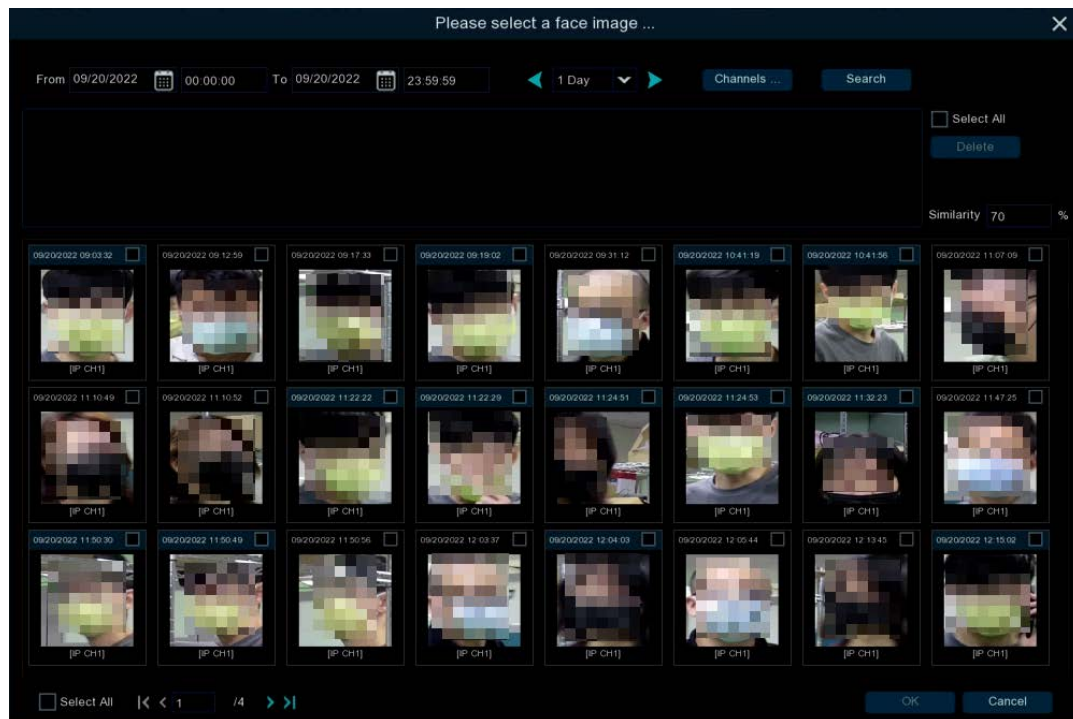 Please select a face image ...
From 09/20/2022 00:00:00 To 09/20/2022 23:59:59 1 Day Channels ... Search
Select All
Delete
Similarity 70 %
09/20/2022 09:03:32 09/20/2022 09:12:59 09/20/2022 09:17:33 09/20/2022 09:19:02 09/20/2022 09:31:12 09/20/2022 10:41:19 09/20/2022 10:41:56 09/20/2022 11:07:09
[IP CH1] [IP CH1] [IP CH1] [IP CH1] [IP CH1] [IP CH1] [IP CH1] [IP CH1]
09/20/2022 11:10:49 09/20/2022 11:10:52 09/20/2022 11:22:22 09/20/2022 11:22:29 09/20/2022 11:24:51 09/20/2022 11:24:53 09/20/2022 11:32:23 09/20/2022 11:47:25
[IP CH1] [IP CH1] [IP CH1] [IP CH1] [IP CH1] [IP CH1] [IP CH1] [IP CH1]
09/20/2022 11:50:30 09/20/2022 11:50:49 09/20/2022 11:50:56 09/20/2022 12:03:37 09/20/2022 12:04:03 09/20/2022 12:05:44 09/20/2022 12:13:45 09/20/2022 12:15:02
[IP CH1] [IP CH1] [IP CH1] [IP CH1] [IP CH1] [IP CH1] [IP CH1] [IP CH1]
Select All 1 /4 OK Cancel